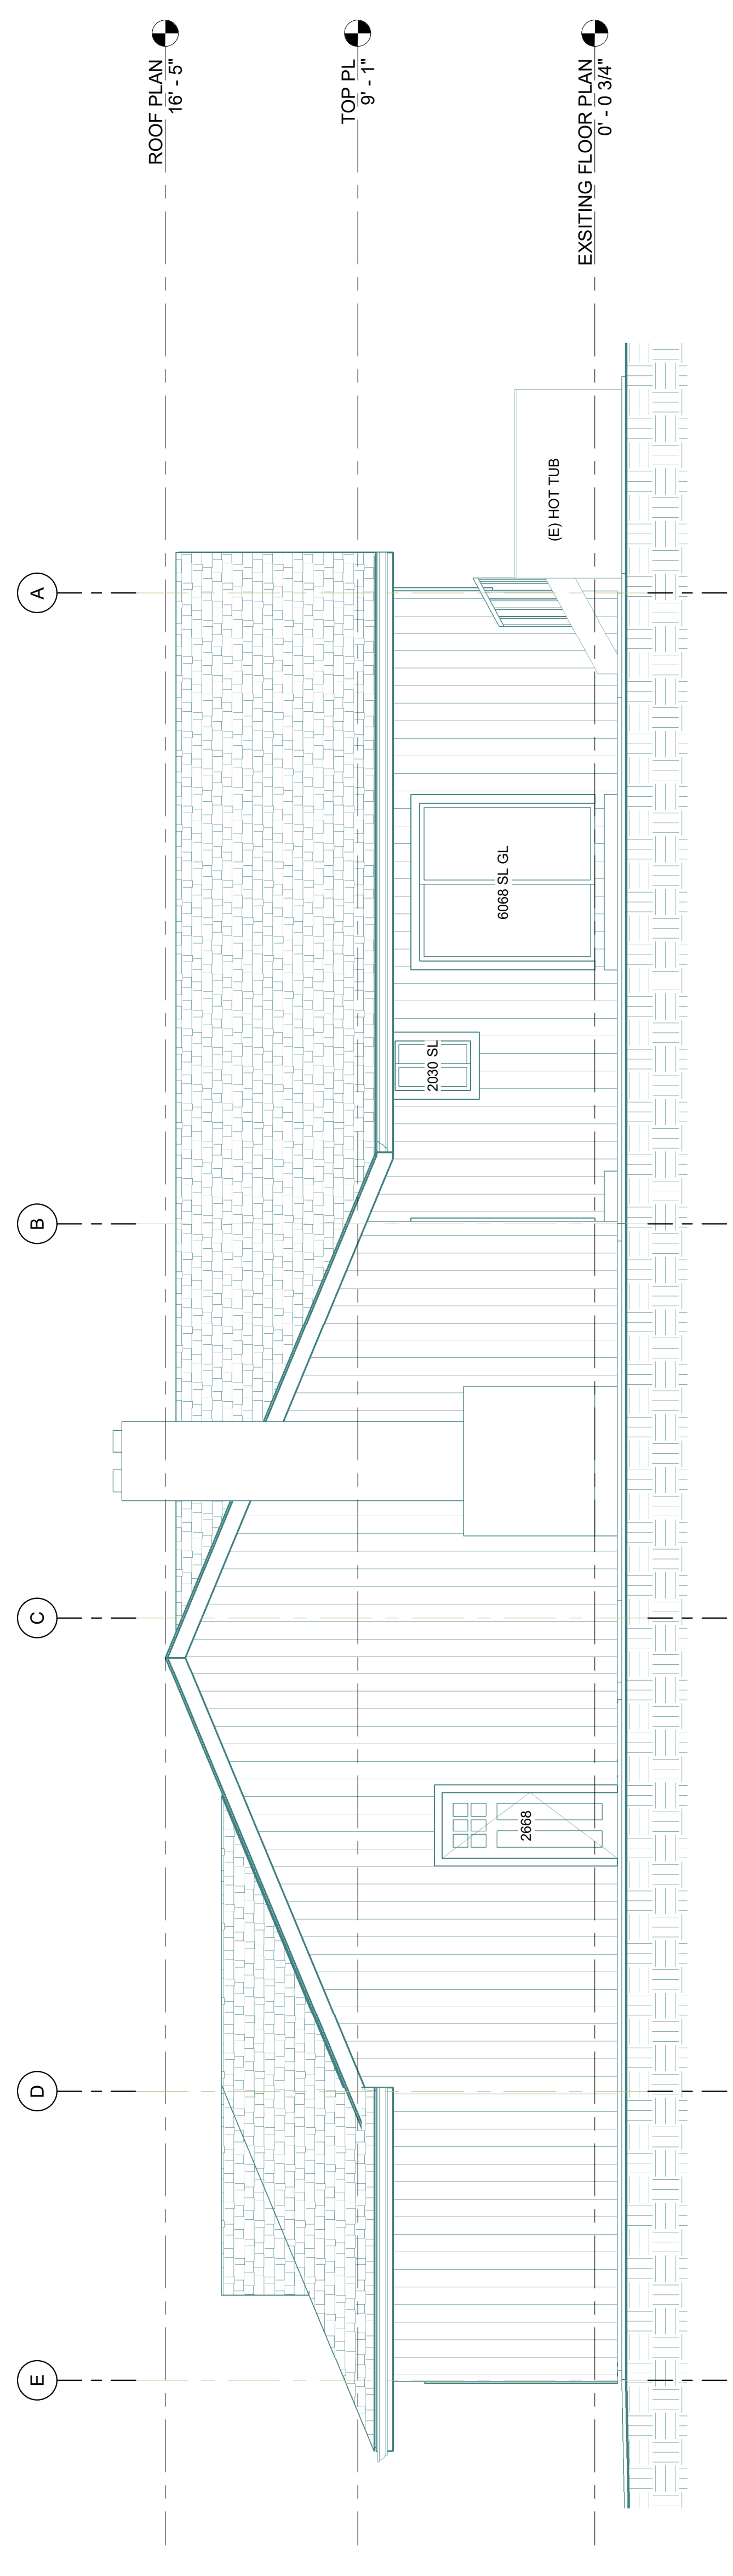 E
D
C
B
A
ROOF PLAN
16' - 5"
TOP PL
9' - 1"
EXSITING FLOOR PLAN
0' - 0 3/4"
2668
2030 SL
6068 SL GL
(E) HOT TUB